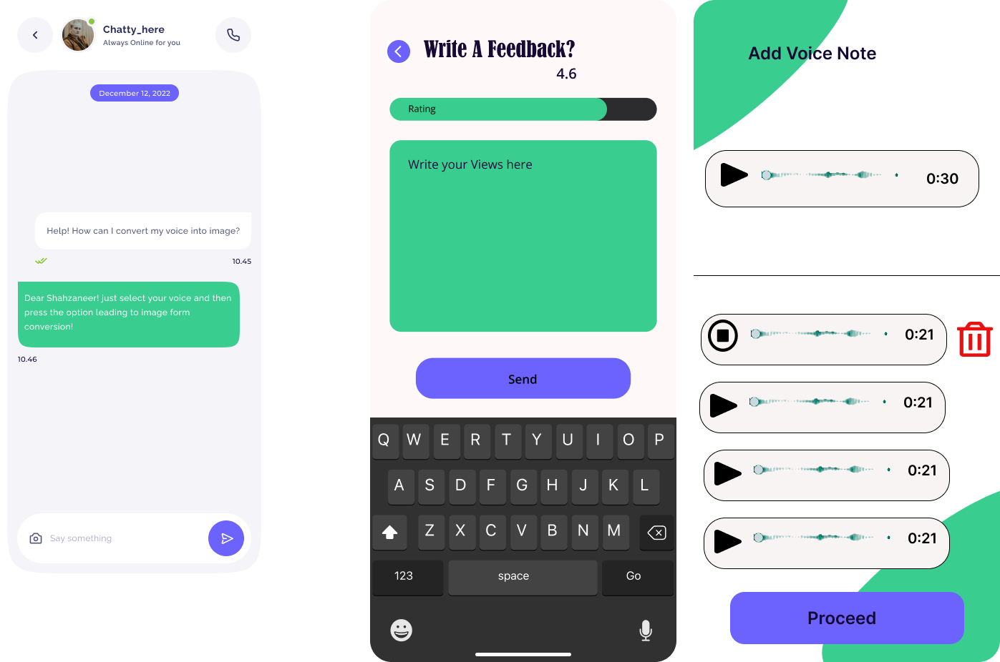 Chatty_here
Always Online for you
December 12, 2022
Help! How can I convert my voice into image?
10.45
Dear Shahzaneer! just select your voice and then
press the option leading to image form
conversion!
10.46
Say something
Write A Feedback?
4.6
Rating
Write your Views here
Send
Q W E R T Y U I O P
A S D F G H J K L
Z X C V B N M
123 space Go
Add Voice Note
0:30
0:21
0:21
0:21
0:21
Proceed